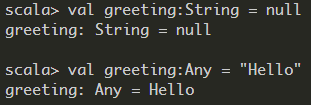 scala> val greeting:String = null
greeting: String = null
scala> val greeting:Any = "Hello"
greeting: Any = Hello